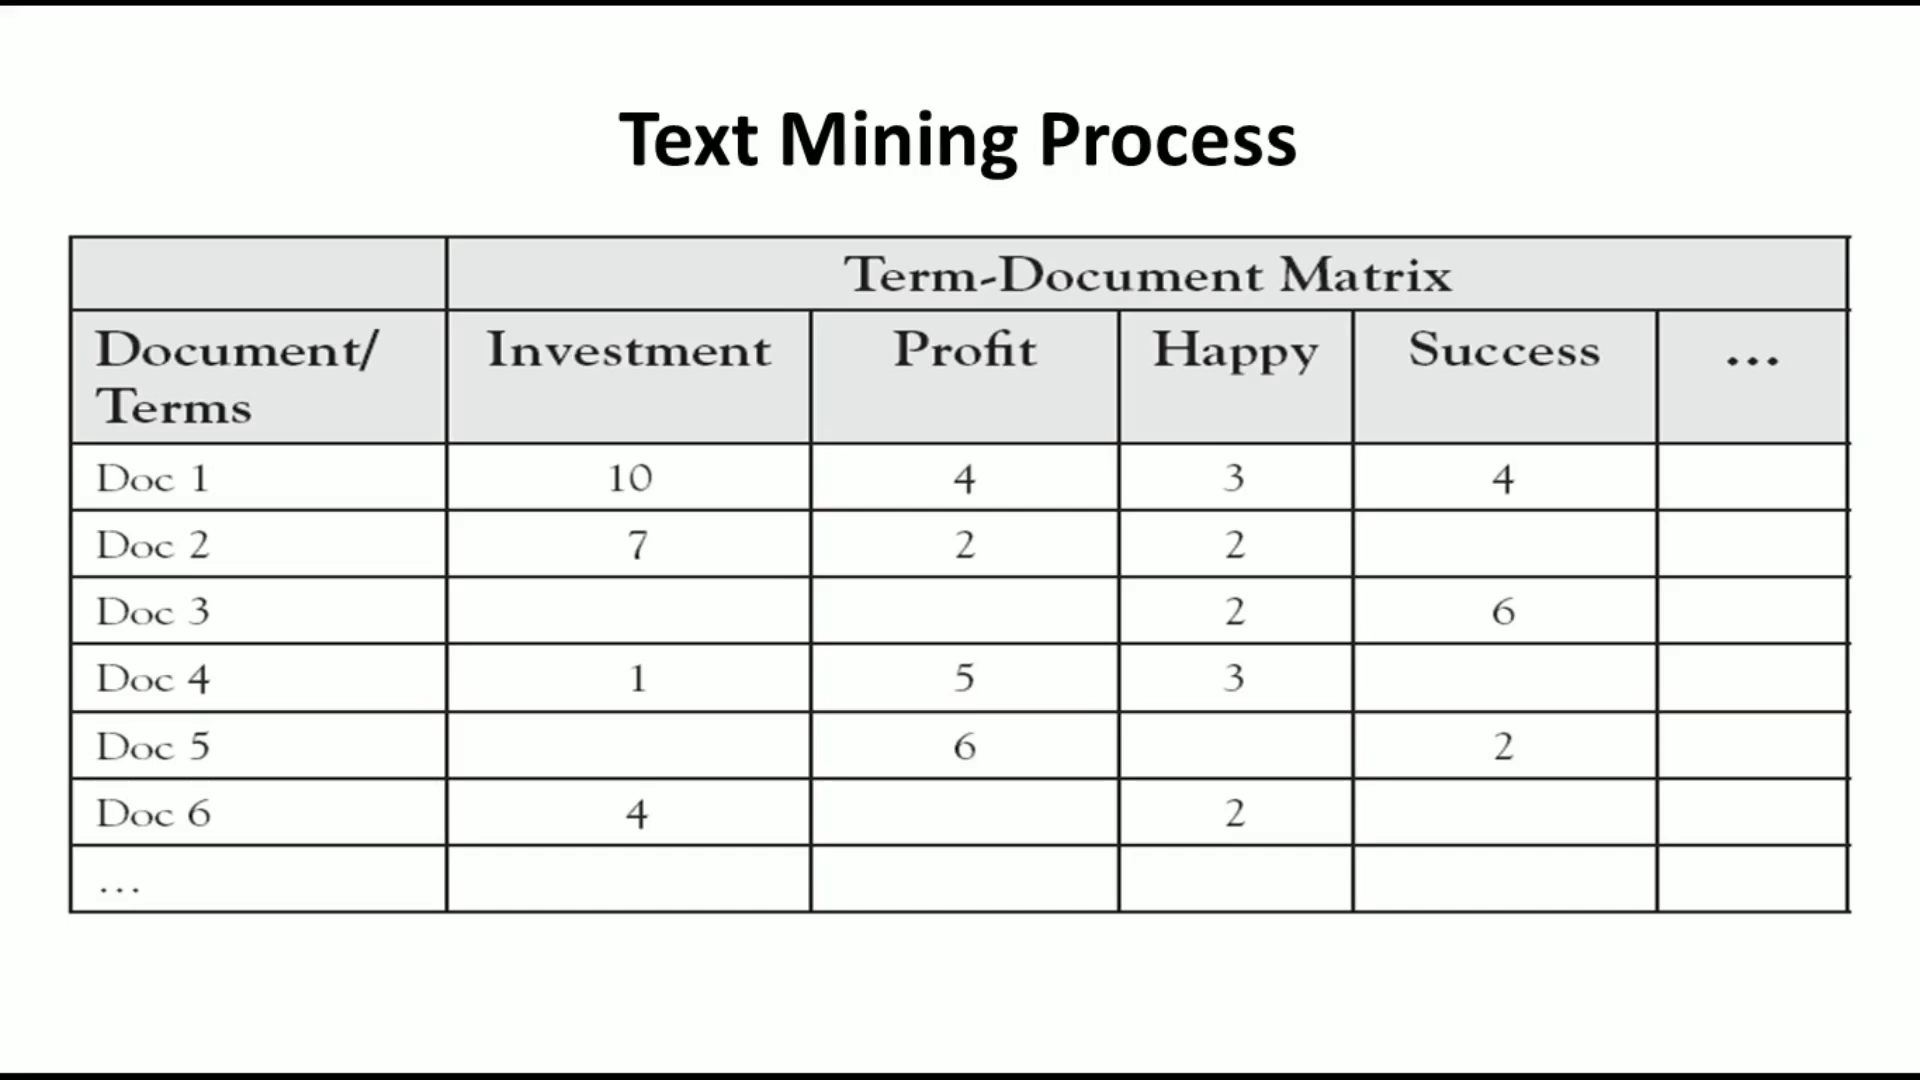 Text Mining Process
Term-Document Matrix
Document/ Investment Profit Happy Success ...
Terms
Doc 1 10 4 3 4
Doc 2 7 2 2
Doc 3 2 6
Doc 4 1 5 3
Doc 5 6 2
Doc 6 4 2
...